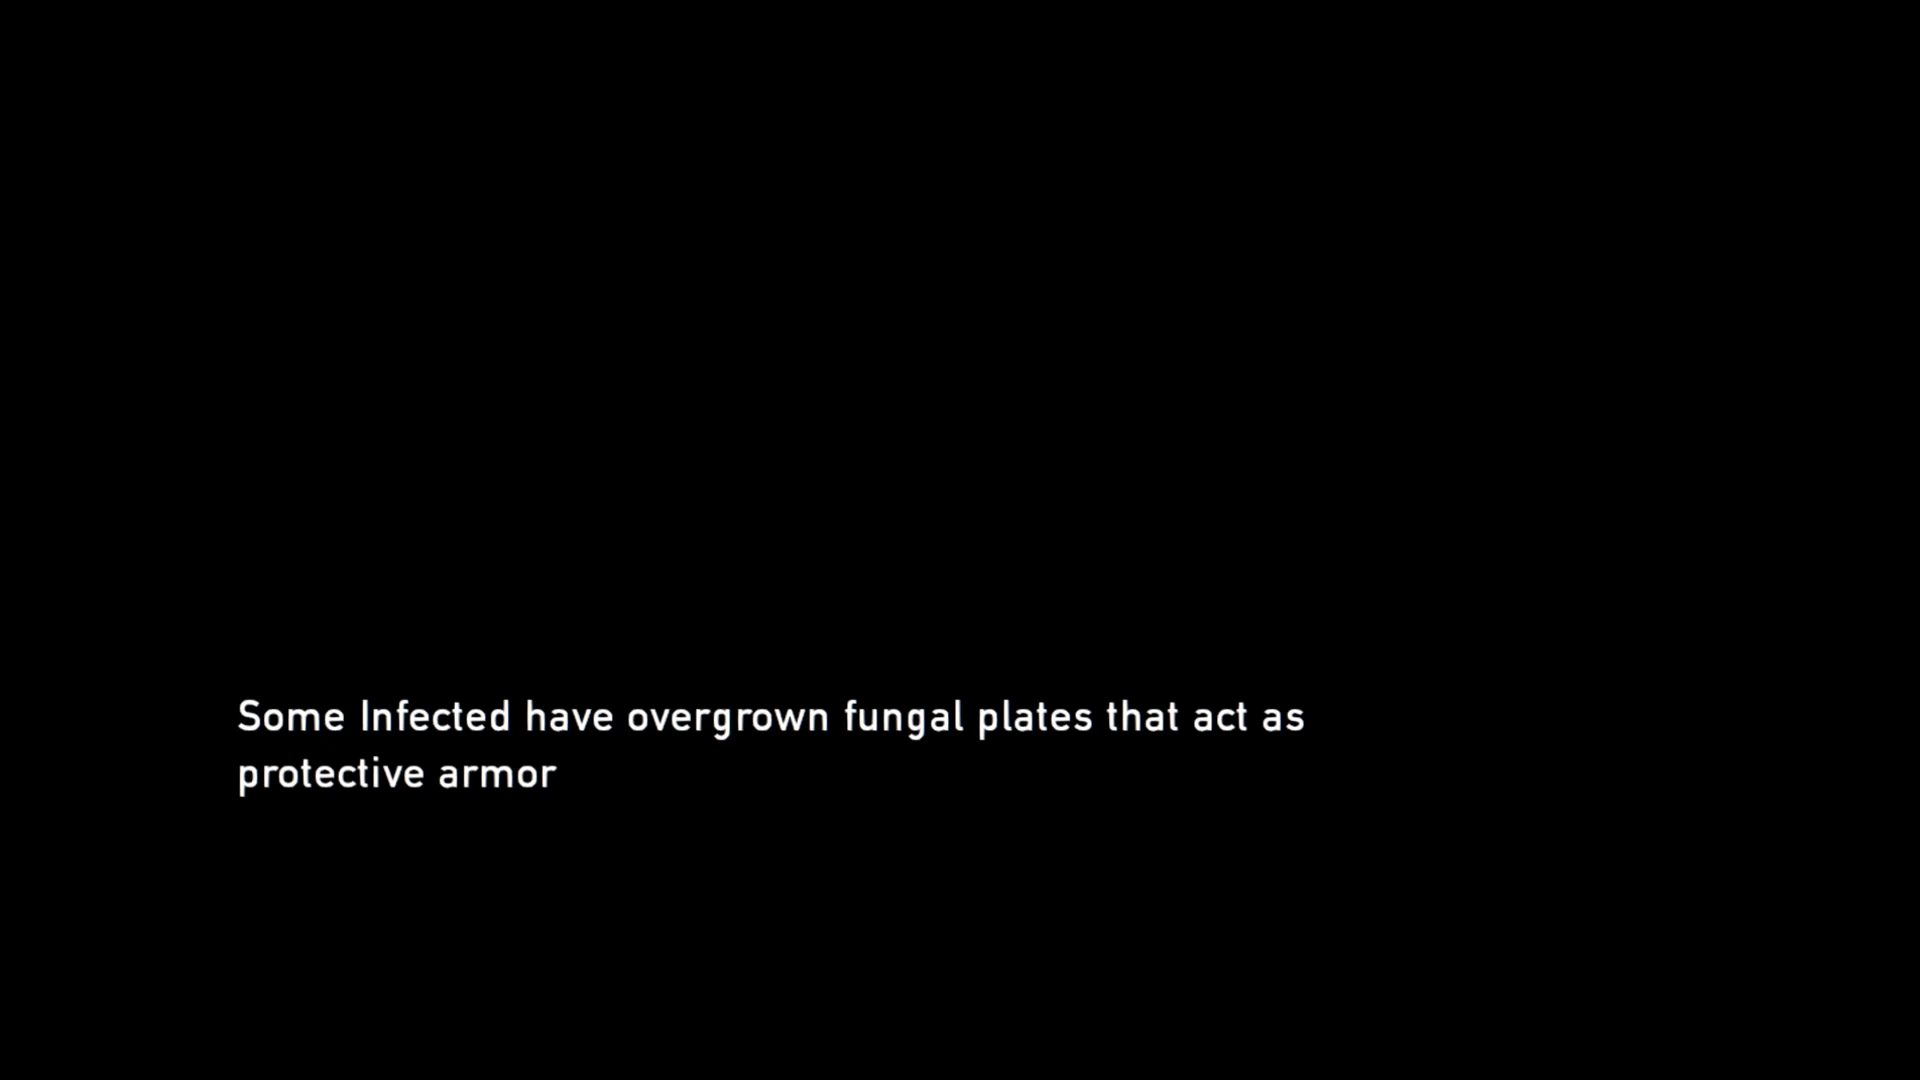 Some Infected have overgrown fungal plates that act as
protective armor